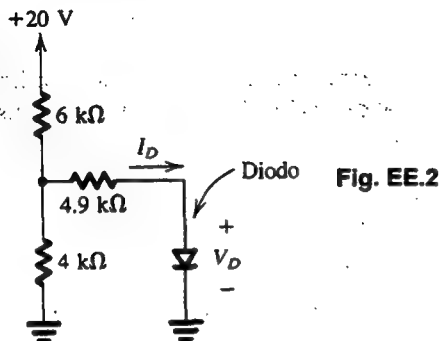 +20 V
6 kΩ
I_D
Diodo
Fig. EE.2
4.9 kΩ
+
4 kΩ
V_D
−